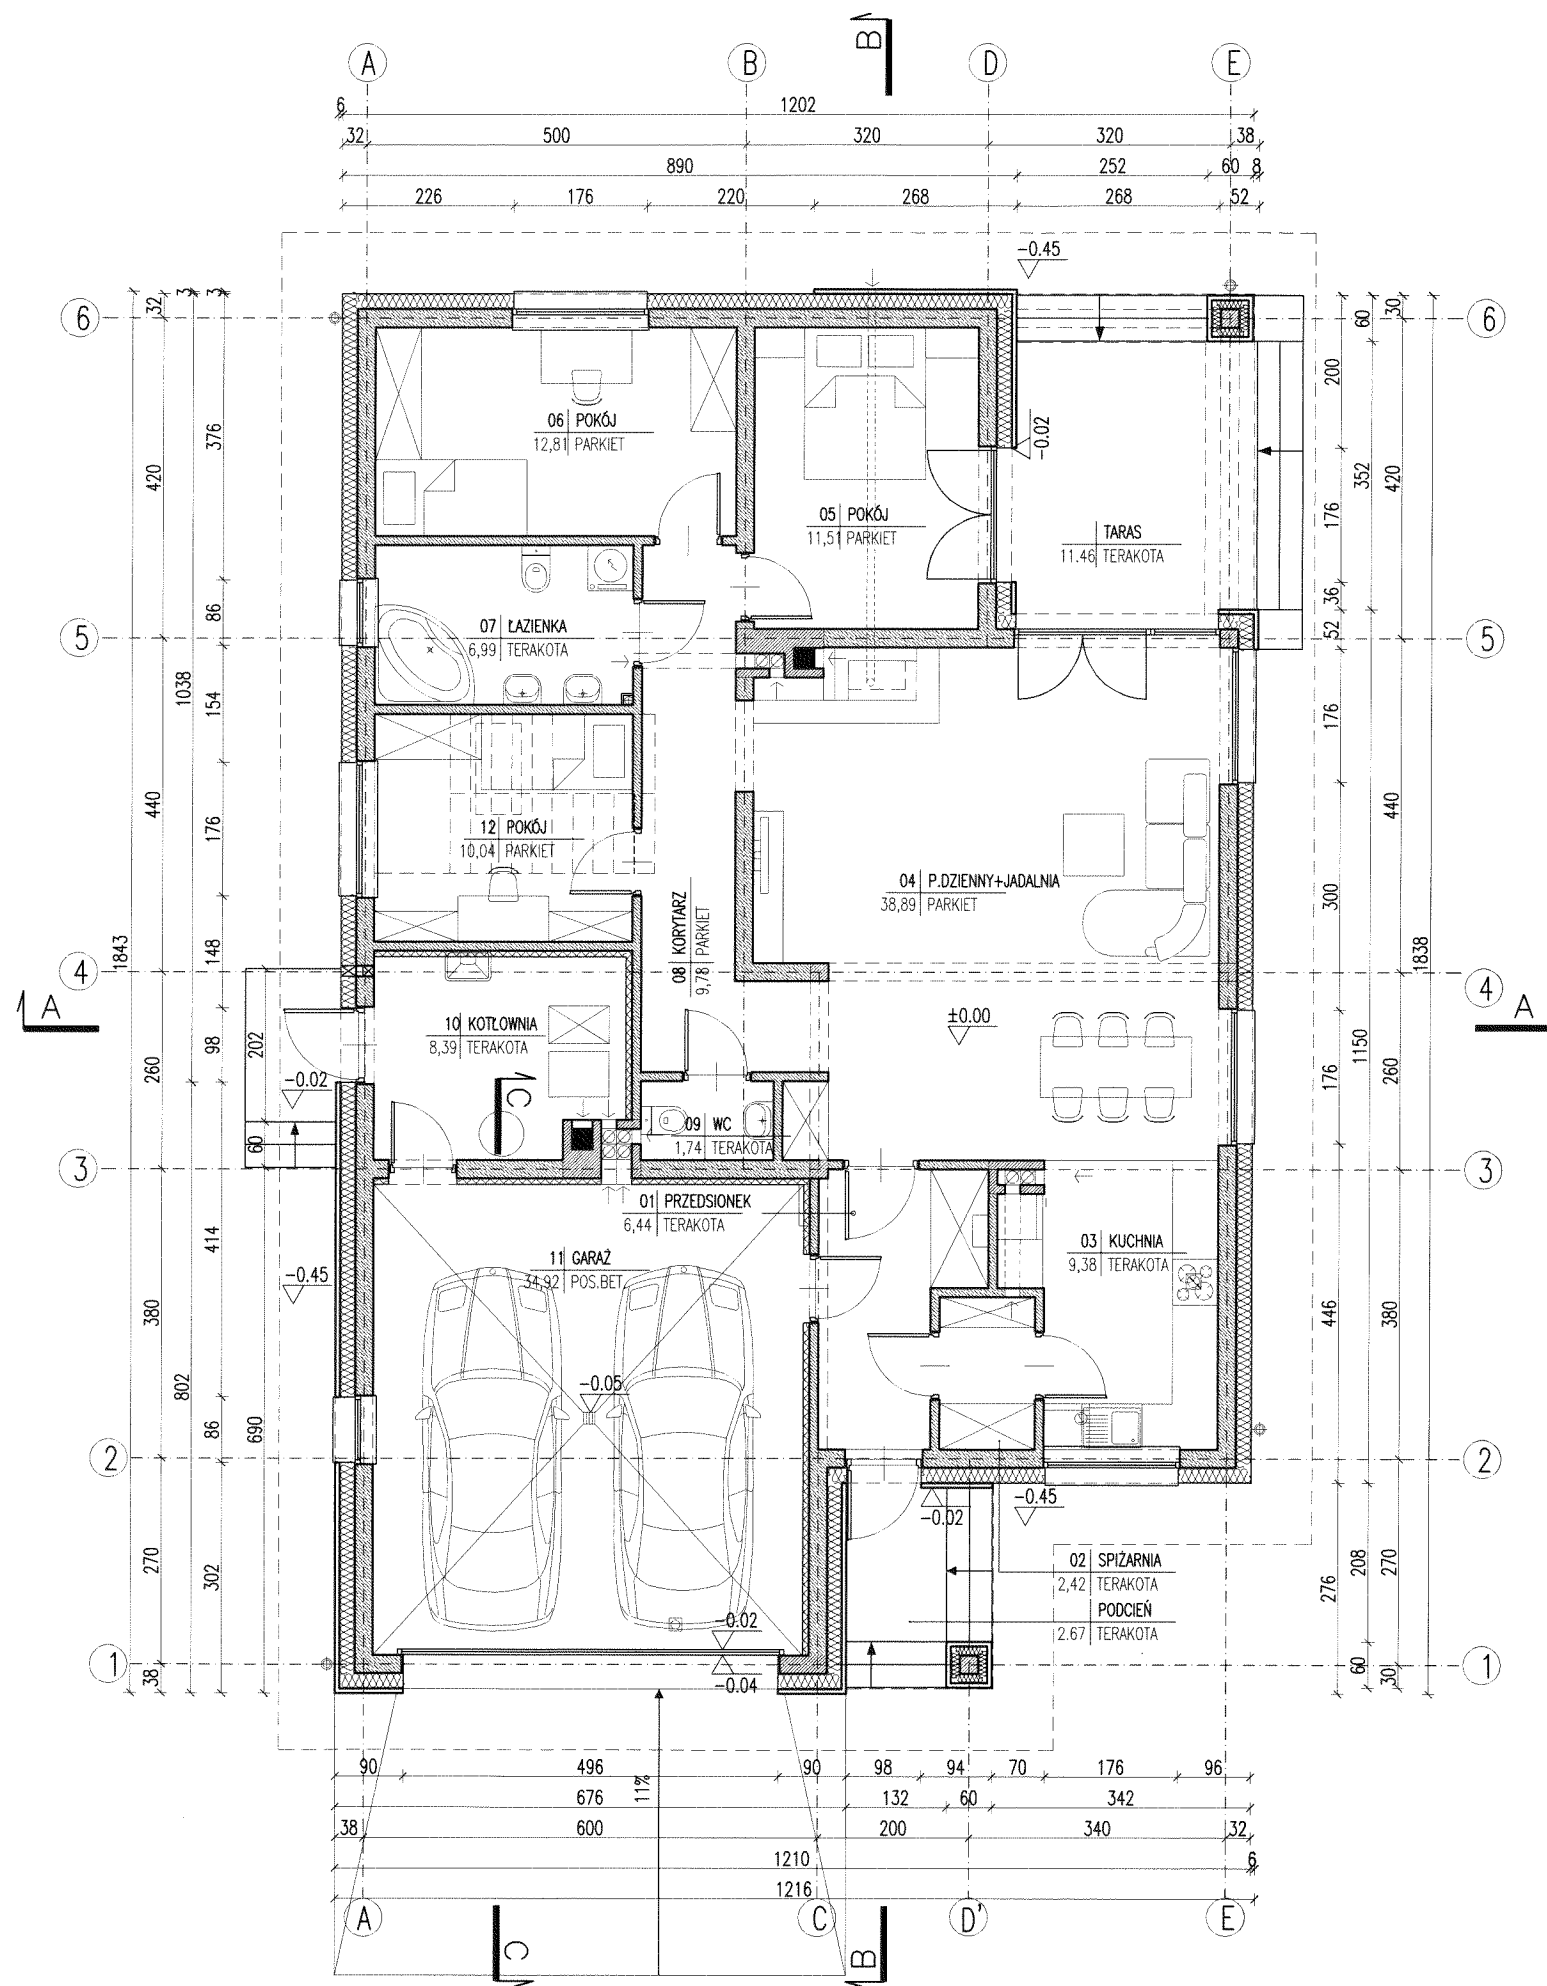 B
A
B
D
E
6
1202
32
500
320
320
38
890
252
60
8
226
176
220
268
268
52
-0.45
3
3
32
30
60
6
6
200
376
420
06 POKÓJ
12,81 PARKIET
-0.02
352
420
05 POKÓJ
11,51 PARKIET
176
TARAS
11.46 TERAKOTA
36
86
5
07 ŁAZIENKA
6,99 TERAKOTA
52
5
1038
154
176
440
176
12 POKÓJ
10,04 PARKIET
440
04 P.DZIENNY+JADALNIA
38,89 PARKIET
300
08 KORYTARZ
9,78 PARKIET
1843
148
1838
4
4
A
A
±0.00
10 KOTŁOWNIA
8,39 TERAKOTA
202
98
260
-0.02
C
1150
176
260
60
09 WC
1,74 TERAKOTA
3
3
01 PRZEDSIONEK
6,44 TERAKOTA
414
11 GARAŻ
34,92 POS.BET.
03 KUCHNIA
9,38 TERAKOTA
-0.45
380
446
380
802
-0.05
86
690
2
2
-0.02
-0.45
270
302
02 SPIŻARNIA
2,42 TERAKOTA
PODCIEŃ
2.67 TERAKOTA
276
208
270
-0.02
-0.04
1
38
60
30
1
90
496
90
98
94
70
176
96
11%
676
132
60
342
38
600
200
340
32
1210
6
1216
A
C
D'
E
C
B